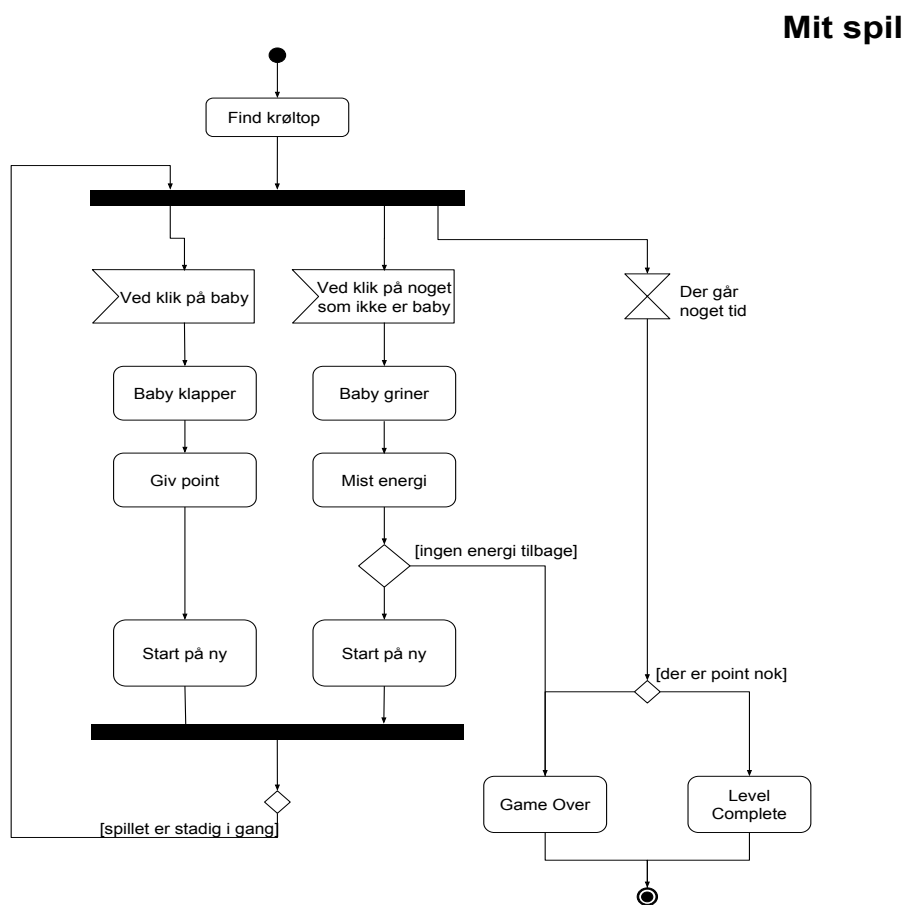 Mit spil
Find krøltop
Ved klik på baby
Ved klik på noget
som ikke er baby
Der går
noget tid
Baby klapper
Baby griner
Giv point
Mist energi
[ingen energi tilbage]
Start på ny
Start på ny
[der er point nok]
Game Over
Level
Complete
[spillet er stadig i gang]